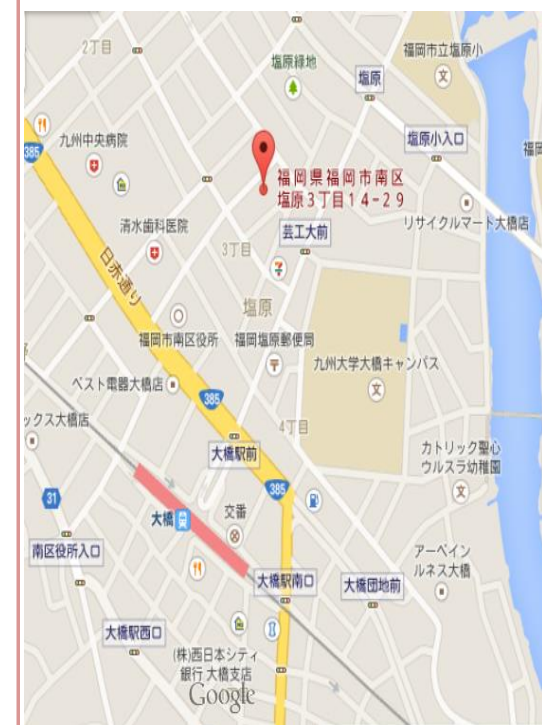 2丁目
福岡市立塩原小
文
塩原緑地
塩原
385
九州中央病院
塩原小入口
福岡県福岡市南区
塩原3丁目14-29
清水歯科医院
芸工大前
リサイクルマート大橋店
3丁目
日赤通り
塩原
福岡市南区役所
福岡塩原郵便局
九州大学大橋キャンパス
文
ベスト電器大橋店
385
ックス大橋店
4丁目
大橋駅前
カトリック聖心
ウルスラ幼稚園
文
385
31
大橋
交番
南区役所入口
アーベイン
ルネス大橋
大橋駅南口
大橋団地前
大橋駅西口
(株)西日本シティ
銀行 大橋支店
Google